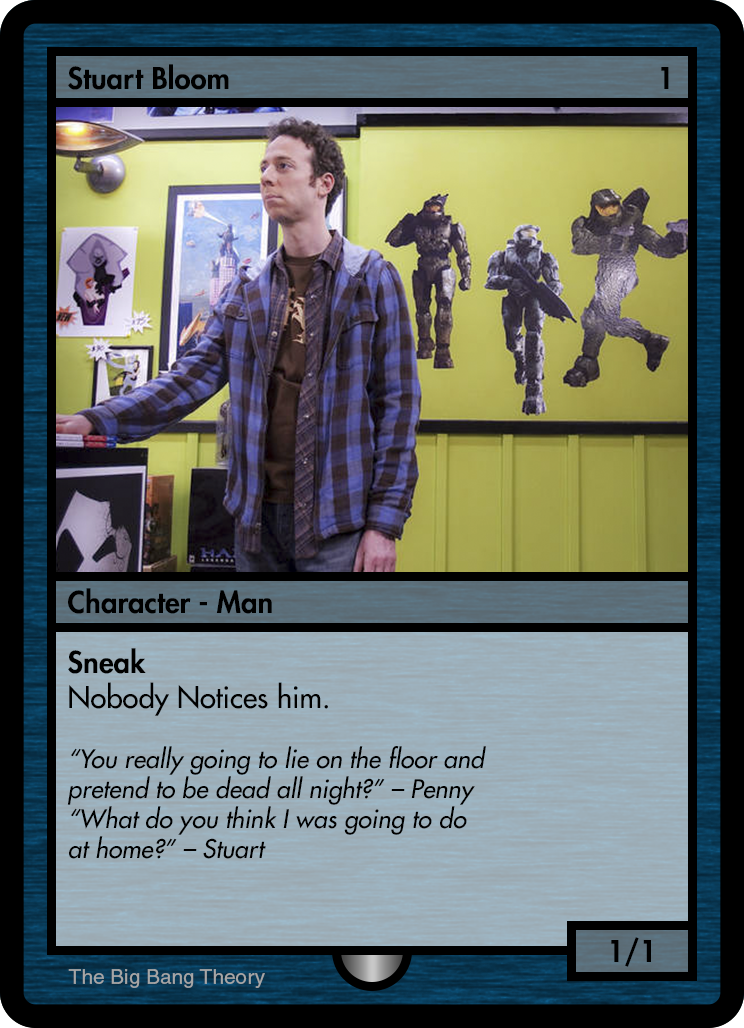 Stuart Bloom 1
Character - Man
Sneak
Nobody Notices him.
“You really going to lie on the floor and
pretend to be dead all night?” – Penny
“What do you think I was going to do
at home?” – Stuart
1/1
The Big Bang Theory